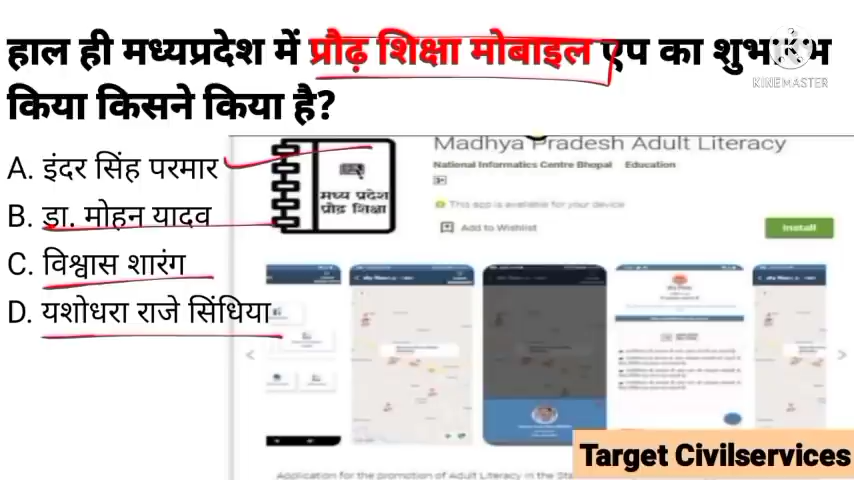 हाल ही मध्यप्रदेश में प्रौढ़ शिक्षा मोबाइल एप का शुभारंभ
KINEMASTER
किया किसने किया है?
Madhya Pradesh Adult Literacy
National Informatics Centre Bhopal Education
3+
A. इंदर सिंह परमार
मध्य प्रदेश
प्रौढ़ शिक्षा
This app is available for your device
B. डा. मोहन यादव
Add to Wishlist
Install
C. विश्वास शारंग
D. यशोधरा राजे सिंधिया
Target Civilservices
Application for the promotion of Adult Literacy in the